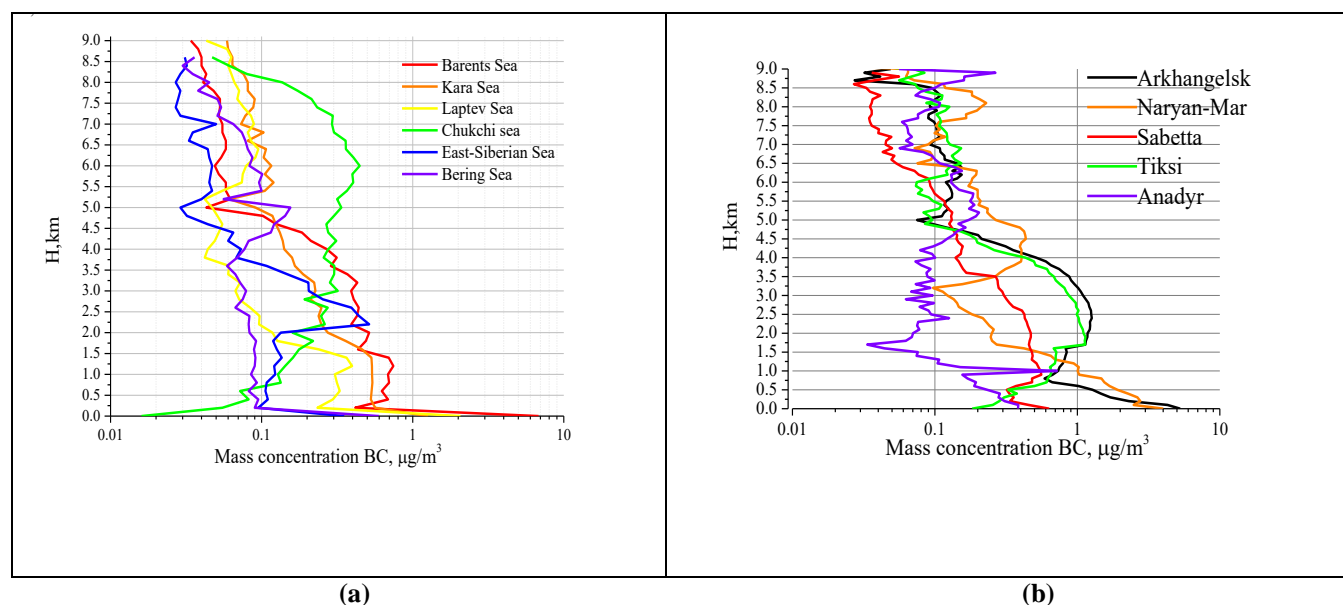 9.0
8.5
8.0
7.5
7.0
6.5
6.0
5.5
5.0
4.5
4.0
3.5
3.0
2.5
2.0
1.5
1.0
0.5
0.0
H,km
0.01 0.1 1 10
Mass concentration BC, µg/m³
Barents Sea
Kara Sea
Laptev Sea
Chukchi sea
East-Siberian Sea
Bering Sea
(a)
9.0
8.5
8.0
7.5
7.0
6.5
6.0
5.5
5.0
4.5
4.0
3.5
3.0
2.5
2.0
1.5
1.0
0.5
0.0
H,km
0.01 0.1 1 10
Mass concentration BC, µg/m³
Arkhangelsk
Naryan-Mar
Sabetta
Tiksi
Anadyr
(b)